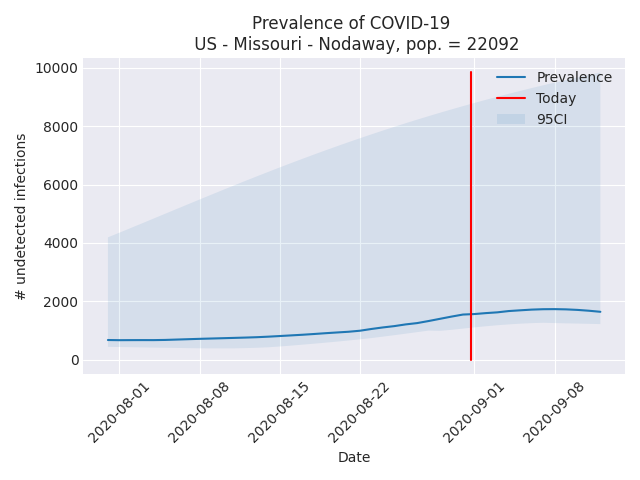 Prevalence of COVID-19
US - Missouri - Nodaway, pop. = 22092
10000
8000
6000
4000
2000
0
# undetected infections
Prevalence
Today
95CI
2020-08-01
2020-08-08
2020-08-15
2020-08-22
2020-09-01
2020-09-08
Date